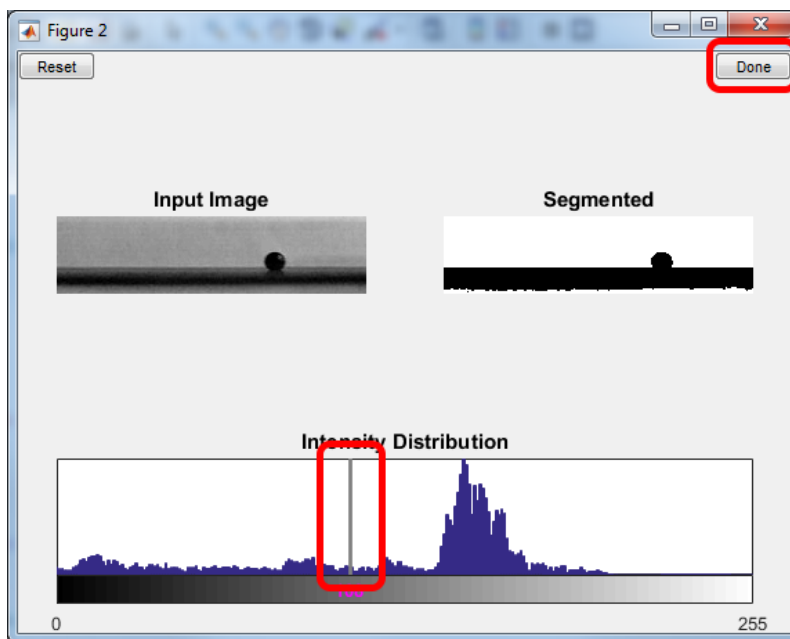 Figure 2
Reset
Done
Input Image
Segmented
Intensity Distribution
0
255